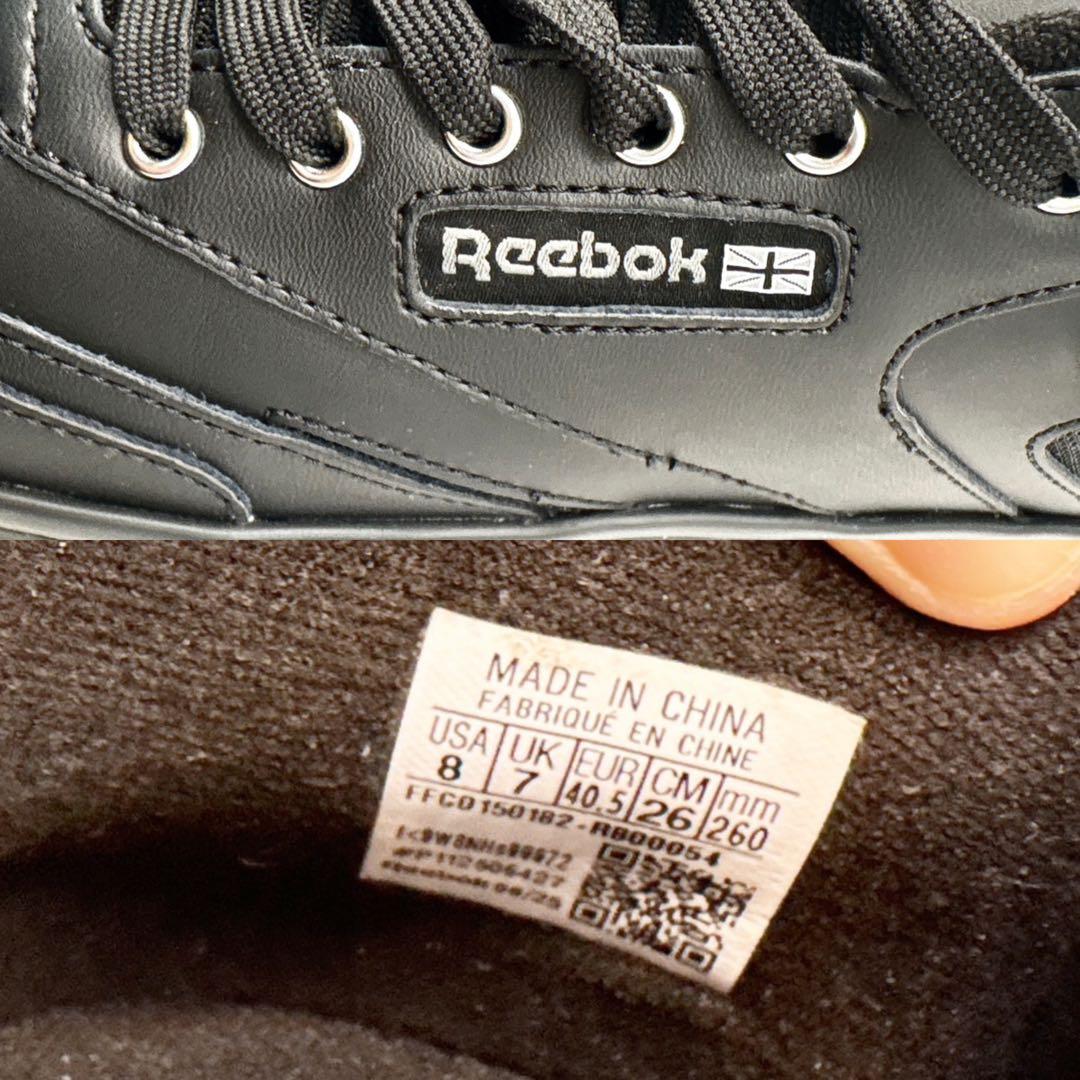 Reebok
MADE IN CHINA
FABRIQUÉ EN CHINE
USA UK EUR CM mm
8 7 40.5 26 260
FFCD150182-RB00054